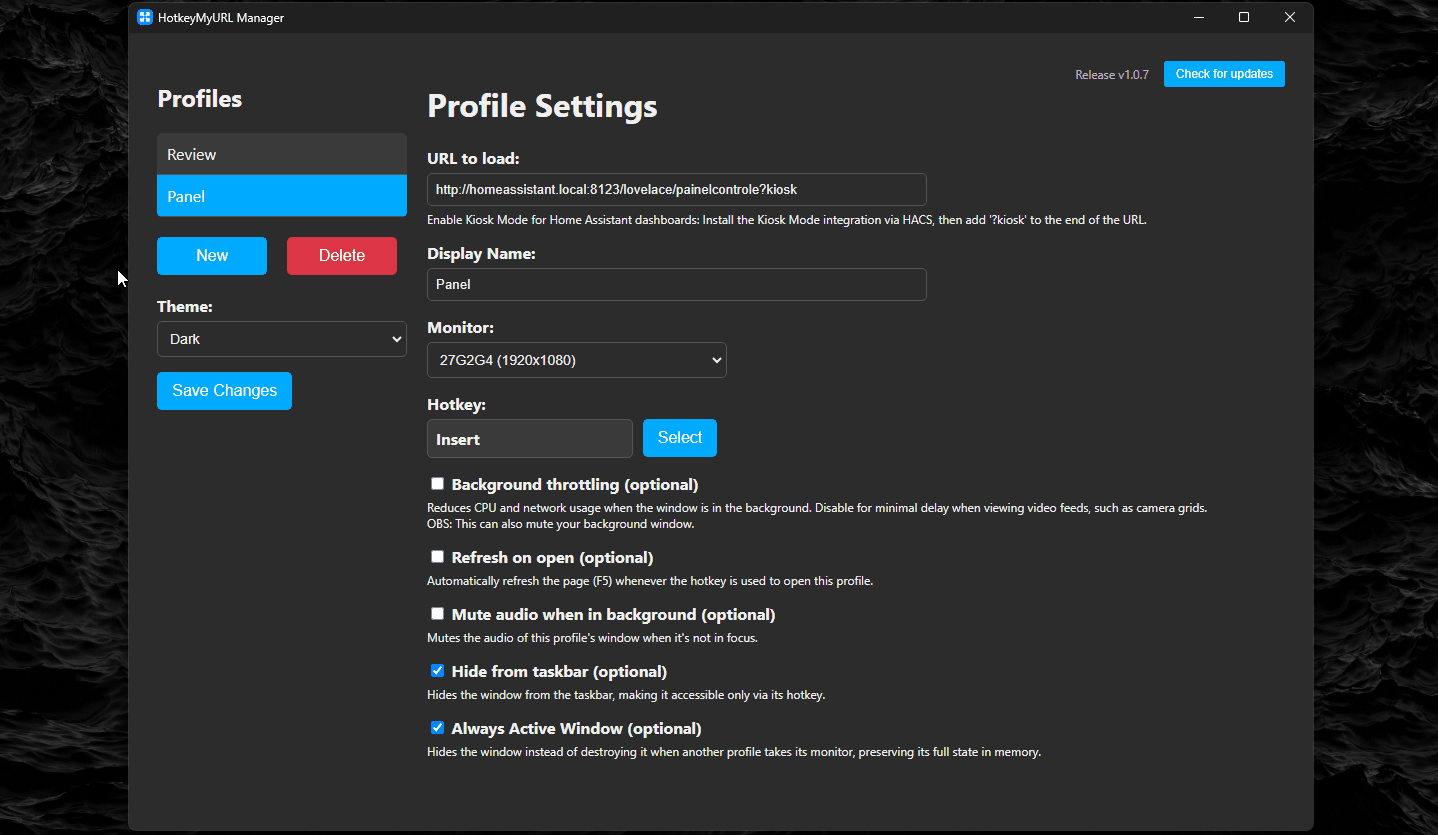 HotkeyMyURL Manager
Release v1.0.7
Check for updates
Profiles
Review
Panel
New
Delete
Theme:
Dark
Save Changes
Profile Settings
URL to load:
http://homeassistant.local:8123/lovelace/painelcontrole?kiosk
Enable Kiosk Mode for Home Assistant dashboards: Install the Kiosk Mode integration via HACS, then add '?kiosk' to the end of the URL.
Display Name:
Panel
Monitor:
27G2G4 (1920x1080)
Hotkey:
Insert
Select
Background throttling (optional)
Reduces CPU and network usage when the window is in the background. Disable for minimal delay when viewing video feeds, such as camera grids.
OBS: This can also mute your background window.
Refresh on open (optional)
Automatically refresh the page (F5) whenever the hotkey is used to open this profile.
Mute audio when in background (optional)
Mutes the audio of this profile's window when it's not in focus.
Hide from taskbar (optional)
Hides the window from the taskbar, making it accessible only via its hotkey.
Always Active Window (optional)
Hides the window instead of destroying it when another profile takes its monitor, preserving its full state in memory.